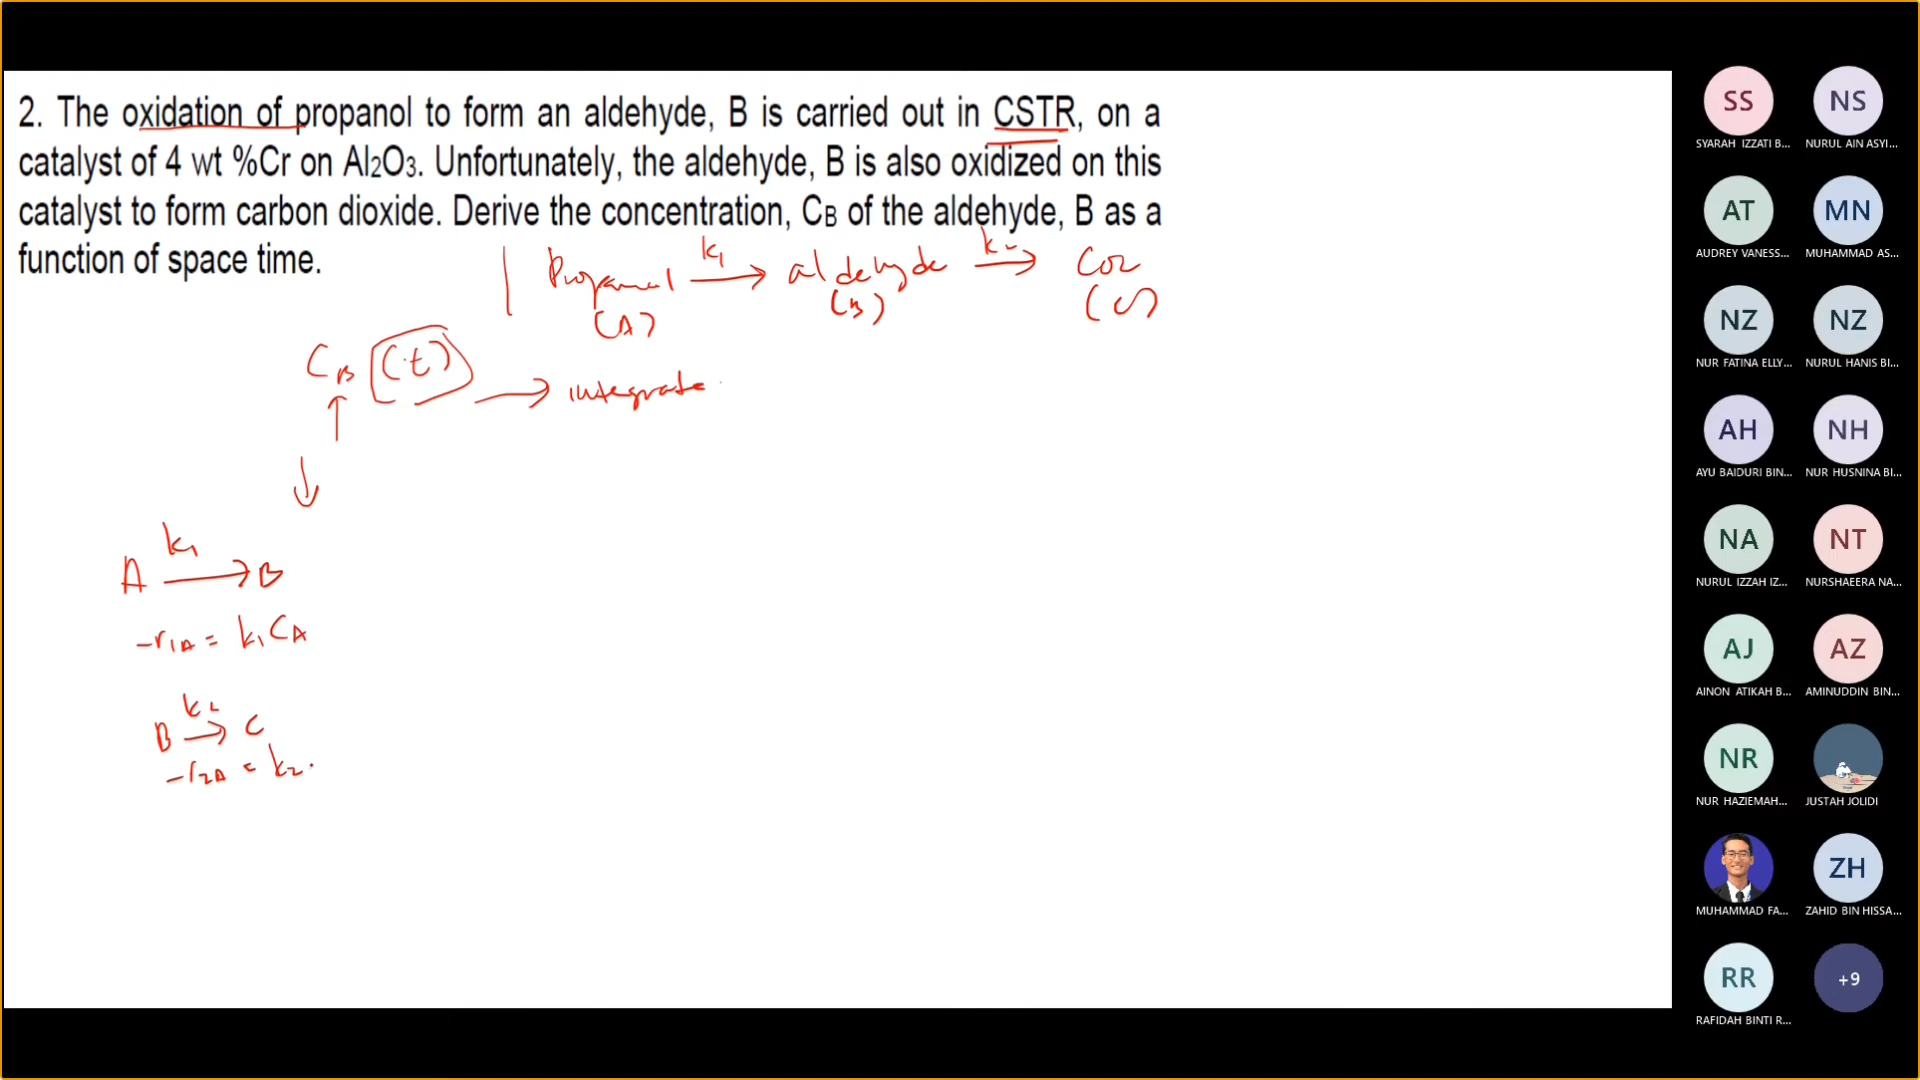 2. The oxidation of propanol to form an aldehyde, B is carried out in CSTR, on a
catalyst of 4 wt %Cr on Al2O3. Unfortunately, the aldehyde, B is also oxidized on this
catalyst to form carbon dioxide. Derive the concentration, CB of the aldehyde, B as a
function of space time.
Propanol k1 → aldehyde k2 → CO2
(A) (B) (C)
CB (t)
→ integrate
↑
↓
A k1 → B
-r1A = k1CA
B k2 → C
-r2A = k2.
SS
SYARAH IZZATI B...
NS
NURUL AIN ASYI...
AT
AUDREY VANESS...
MN
MUHAMMAD AS...
NZ
NUR FATINA ELLY...
NZ
NURUL HANIS BI...
AH
AYU BAIDURI BIN...
NH
NUR HUSNINA BI...
NA
NURUL IZZAH IZ...
NT
NURSHAEERA NA...
AJ
AINON ATIKAH B...
AZ
AMINUDDIN BIN...
NR
NUR HAZIEMAH...
JUSTAH JOLIDI
MUHAMMAD FA...
ZH
ZAHID BIN HISSA...
RR
RAFIDAH BINTI R...
+9